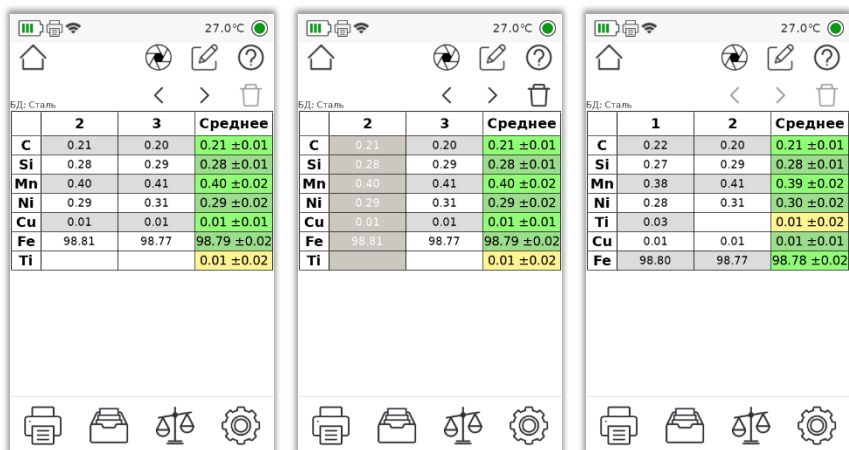 27.0°C
БД: Сталь
2 3 Среднее
C 0.21 0.20 0.21 ±0.01
Si 0.28 0.29 0.28 ±0.01
Mn 0.40 0.41 0.40 ±0.02
Ni 0.29 0.31 0.29 ±0.02
Cu 0.01 0.01 0.01 ±0.01
Fe 98.81 98.77 98.79 ±0.02
Ti 0.01 ±0.02
27.0°C
БД: Сталь
2 3 Среднее
C 0.21 0.20 0.21 ±0.01
Si 0.28 0.29 0.28 ±0.01
Mn 0.40 0.41 0.40 ±0.02
Ni 0.29 0.31 0.29 ±0.02
Cu 0.01 0.01 0.01 ±0.01
Fe 98.81 98.77 98.79 ±0.02
Ti 0.01 ±0.02
27.0°C
БД: Сталь
1 2 Среднее
C 0.22 0.20 0.21 ±0.01
Si 0.27 0.29 0.28 ±0.01
Mn 0.38 0.41 0.39 ±0.02
Ni 0.28 0.31 0.30 ±0.02
Ti 0.03 0.01 ±0.02
Cu 0.01 0.01 0.01 ±0.01
Fe 98.80 98.77 98.78 ±0.02